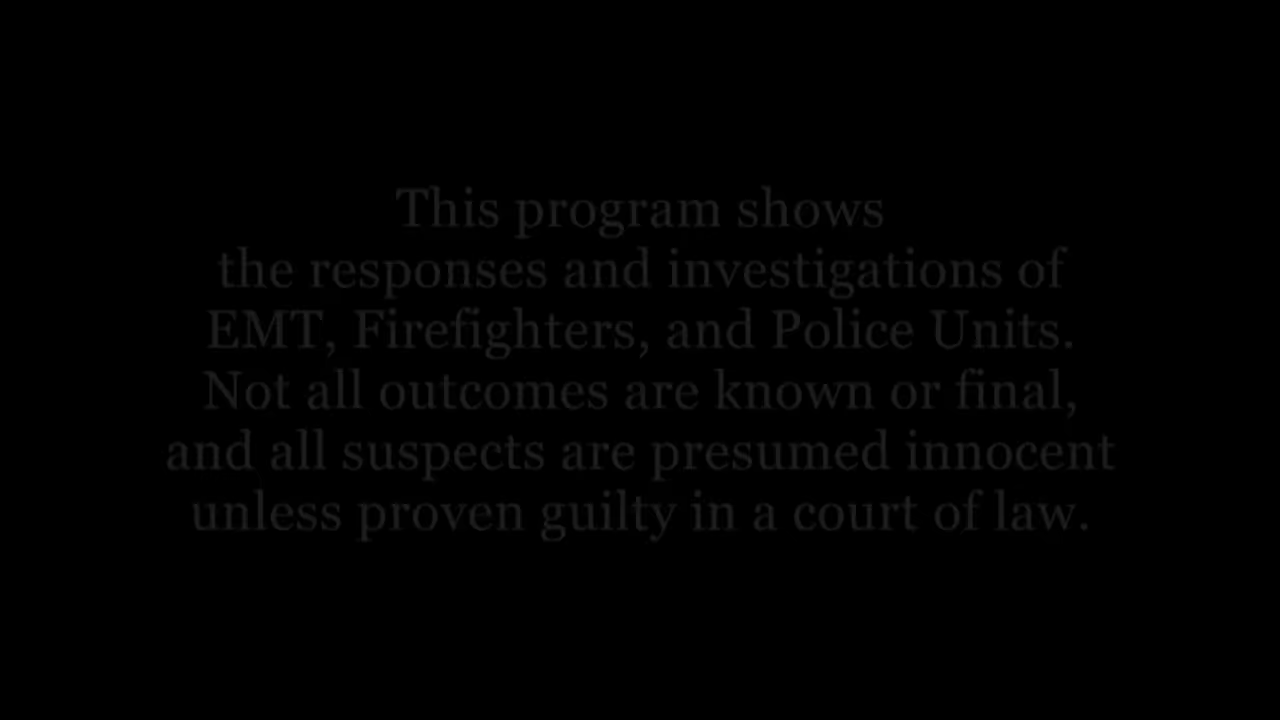 This program shows
the responses and investigations of
EMT, Firefighters, and Police Units.
Not all outcomes are known or final,
and all suspects are presumed innocent
unless proven guilty in a court of law.